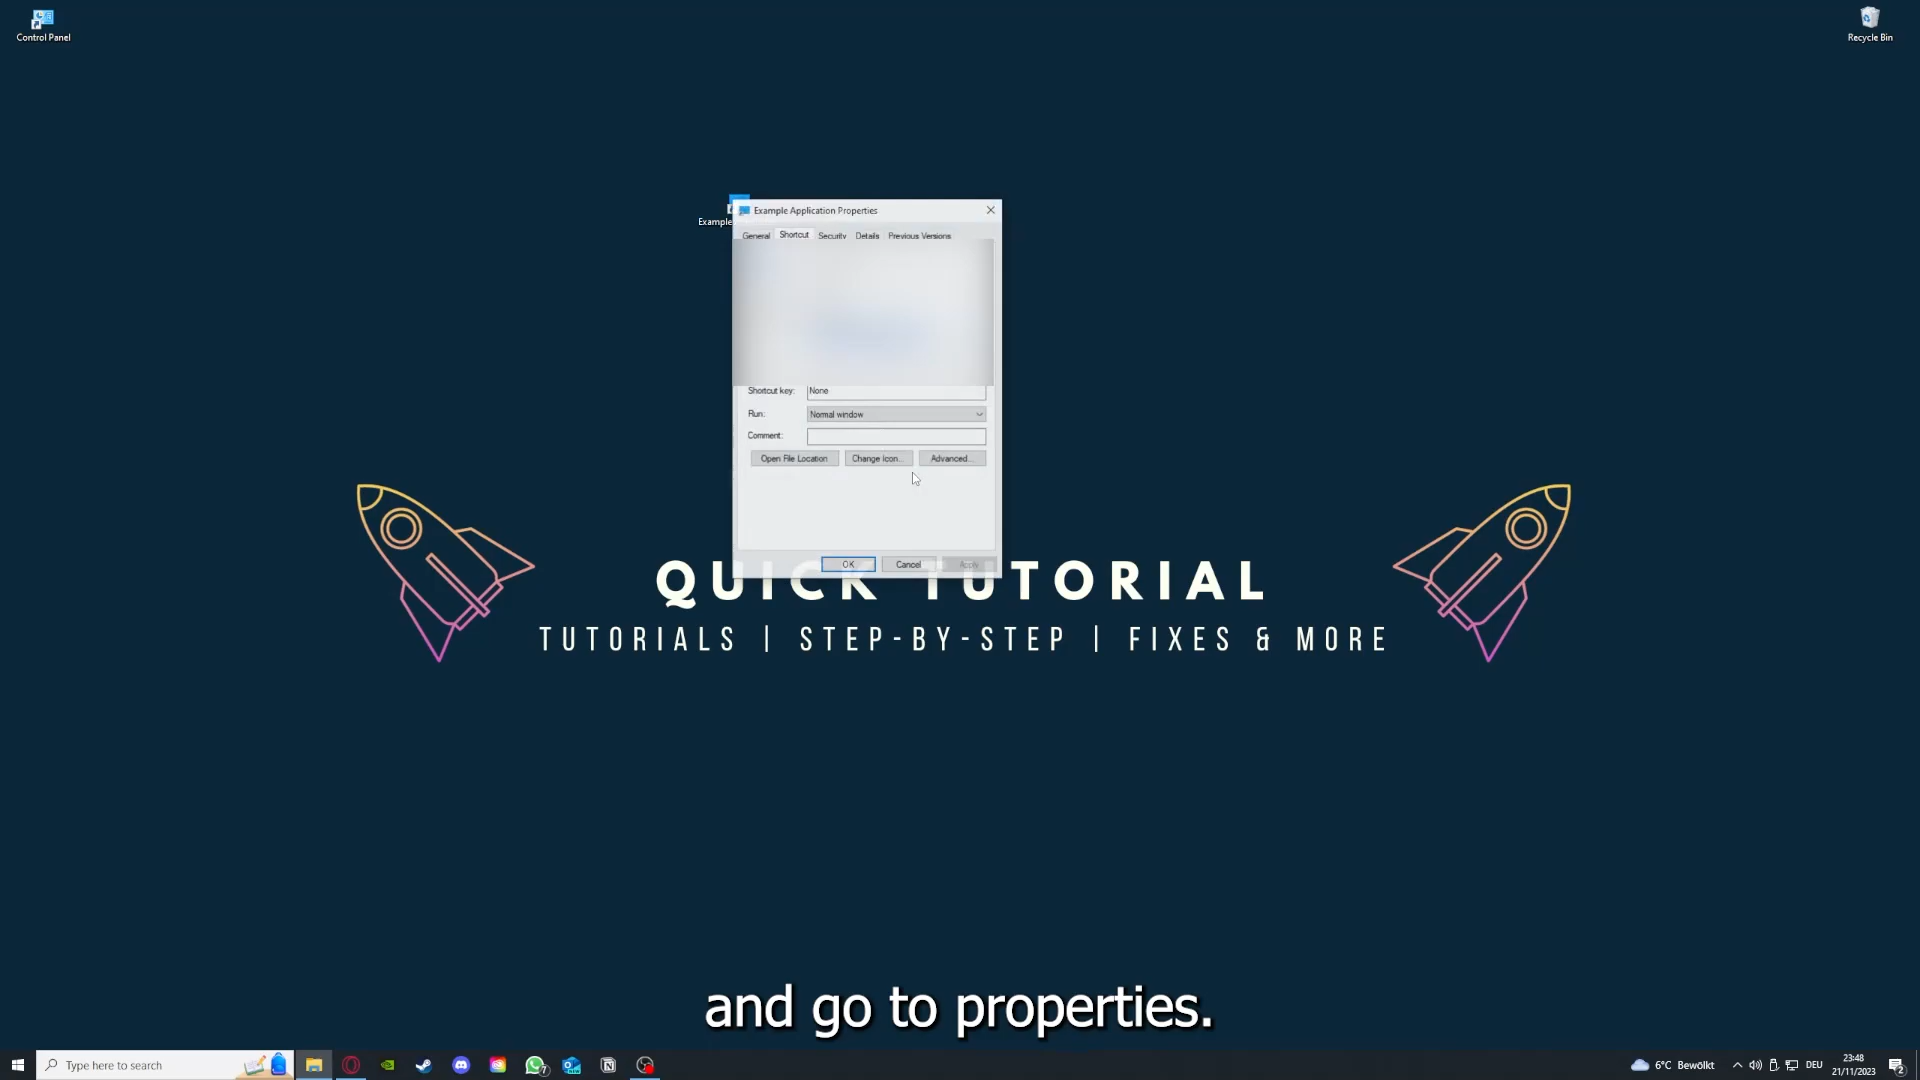 Control Panel
Recycle Bin
Example
Example Application Properties
General Shortcut Security Details Previous Versions
Shortcut key: None
Run: Normal window
Comment:
Open File Location Change Icon... Advanced...
OK Cancel Apply
QUICK TUTORIAL
TUTORIALS | STEP-BY-STEP | FIXES & MORE
and go to properties.
Type here to search
7
6°C Bewölkt
DEU
23:48
21/11/2023
2